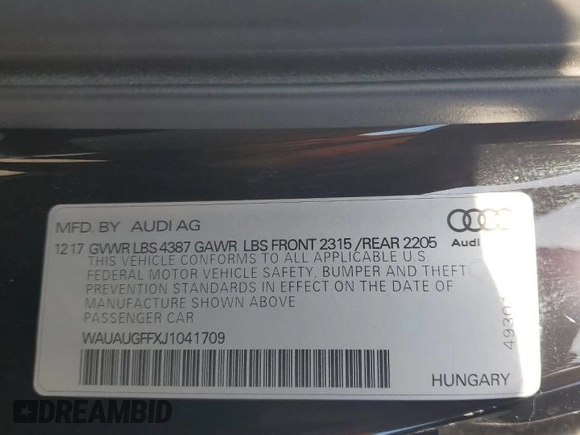 MFD. BY AUDI AG
12 17 GVWR LBS 4387 GAWR LBS FRONT 2315 /REAR 2205
Audi
THIS VEHICLE CONFORMS TO ALL APPLICABLE U S
FEDERAL MOTOR VEHICLE SAFETY, BUMPER AND THEFT
PREVENTION STANDARDS IN EFFECT ON THE DATE OF
MANUFACTURE SHOWN ABOVE
PASSENGER CAR
WAUAUGFFXJ1041709
HUNGARY
DREAMBID